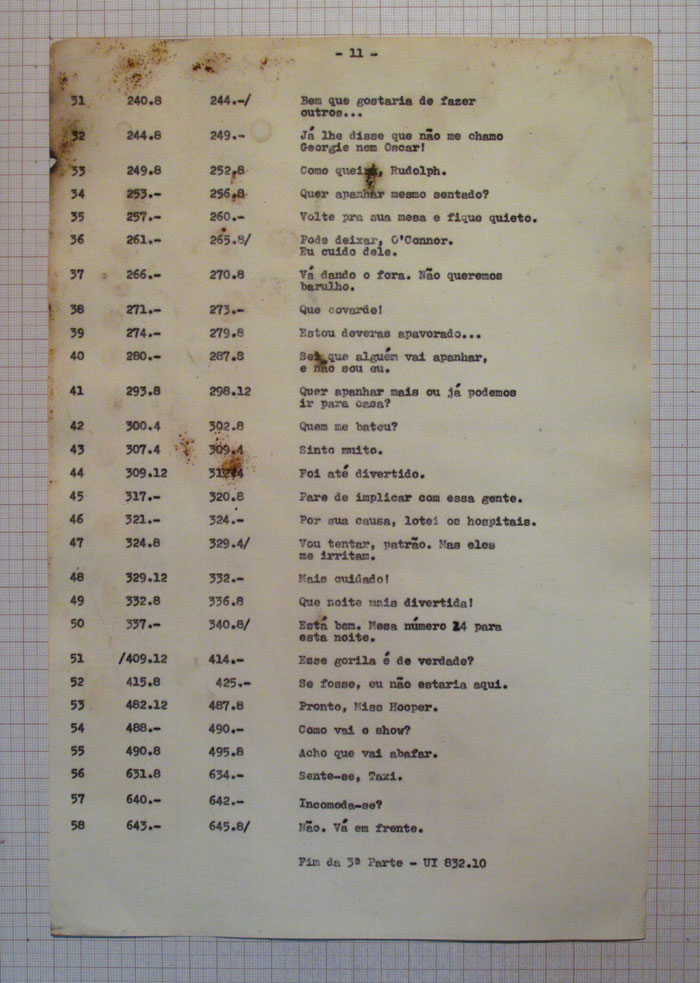 - 11 -
31 240.8 244.-/ Bem que gostaria de fazer
outros...
32 244.8 249.- Já lhe disse que não me chamo
Georgie nem Oscar!
33 249.8 252.8 Como queira, Rudolph.
34 253.- 256.8 Quer apanhar mesmo sentado?
35 257.- 260.- Volte pra sua mesa e fique quieto.
36 261.- 265.8/ Pode deixar, O'Connor.
Eu cuido dele.
37 266.- 270.8 Vá dando o fora. Não queremos
barulho.
38 271.- 273.- Que covarde!
39 274.- 279.8 Estou deveras apavorado...
40 280.- 287.8 Sei que alguém vai apanhar,
e não sou eu.
41 293.8 298.12 Quer apanhar mais ou já podemos
ir para casa?
42 300.4 302.8 Quem me bateu?
43 307.4 309.4 Sinto muito.
44 309.12 312.4 Foi até divertido.
45 317.- 320.8 Pare de implicar com essa gente.
46 321.- 324.- Por sua causa, lotei os hospitais.
47 324.8 329.4/ Vou tentar, patrão. Mas eles
me irritam.
48 329.12 332.- Mais cuidado!
49 332.8 336.8 Que noite mais divertida!
50 337.- 340.8/ Está bem. Mesa número 14 para
esta noite.
51 /409.12 414.- Esse gorila é de verdade?
52 415.8 425.- Se fosse, eu não estaria aqui.
53 482.12 487.8 Pronto, Miss Hooper.
54 488.- 490.- Como vai o show?
55 490.8 495.8 Acho que vai abafar.
56 631.8 634.- Sente-se, Taxi.
57 640.- 642.- Incomoda-se?
58 643.- 645.8/ Não. Vá em frente.
Fim da 3ª Parte - UI 832.10